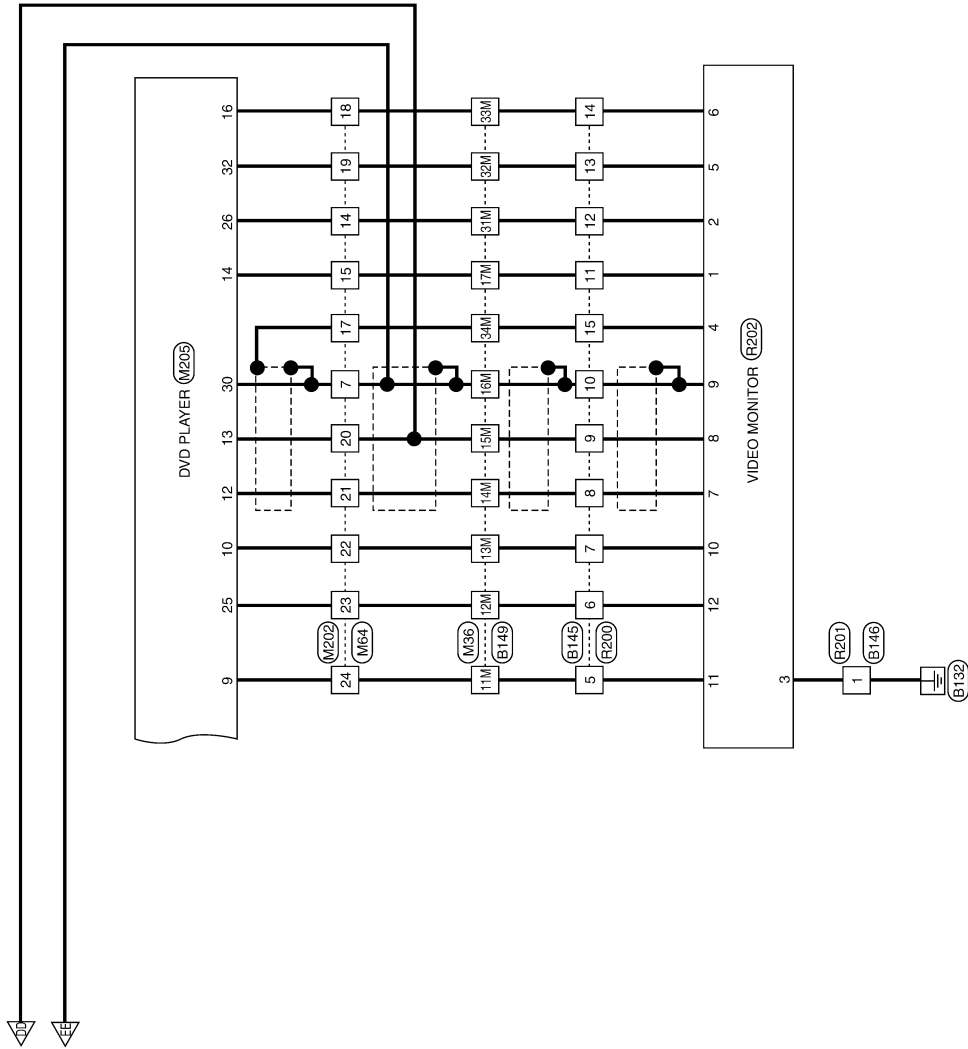 16 18 33M 14 6
32 19 32M 13 5
26 14 31M 12 2
14 15 17M 11 1
17 34M 15 4
DVD PLAYER M205
VIDEO MONITOR R202
30 7 16M 10 9
13 20 15M 9 8
12 21 14M 8 7
10 22 13M 7 10
25 23 12M 6 12
M202 M64 M36 B149 B145 R200
9 24 11M 5 11
R201 B146
3 1 B132
DD
EE